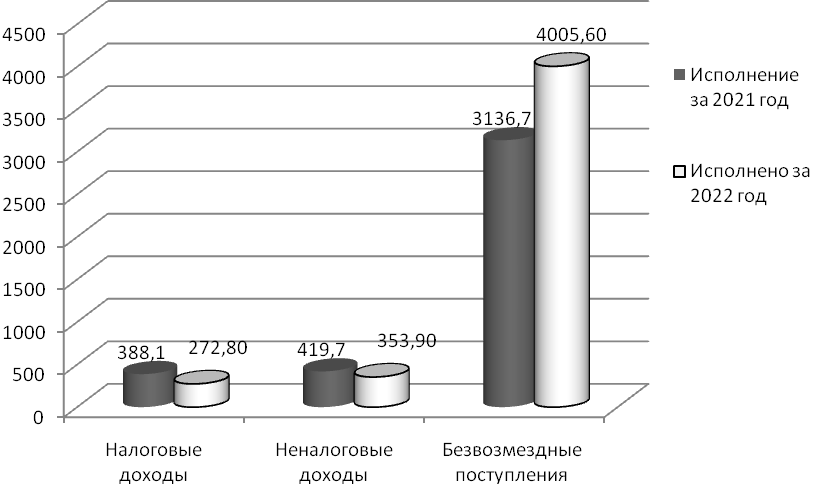 4500
4000
3500
3000
2500
2000
1500
1000
500
0
388,1
272,80
419,7
353,90
3136,7
4005,60
Налоговые
доходы
Неналоговые
доходы
Безвозмездные
поступления
Исполнение
за 2021 год
Исполнено за
2022 год